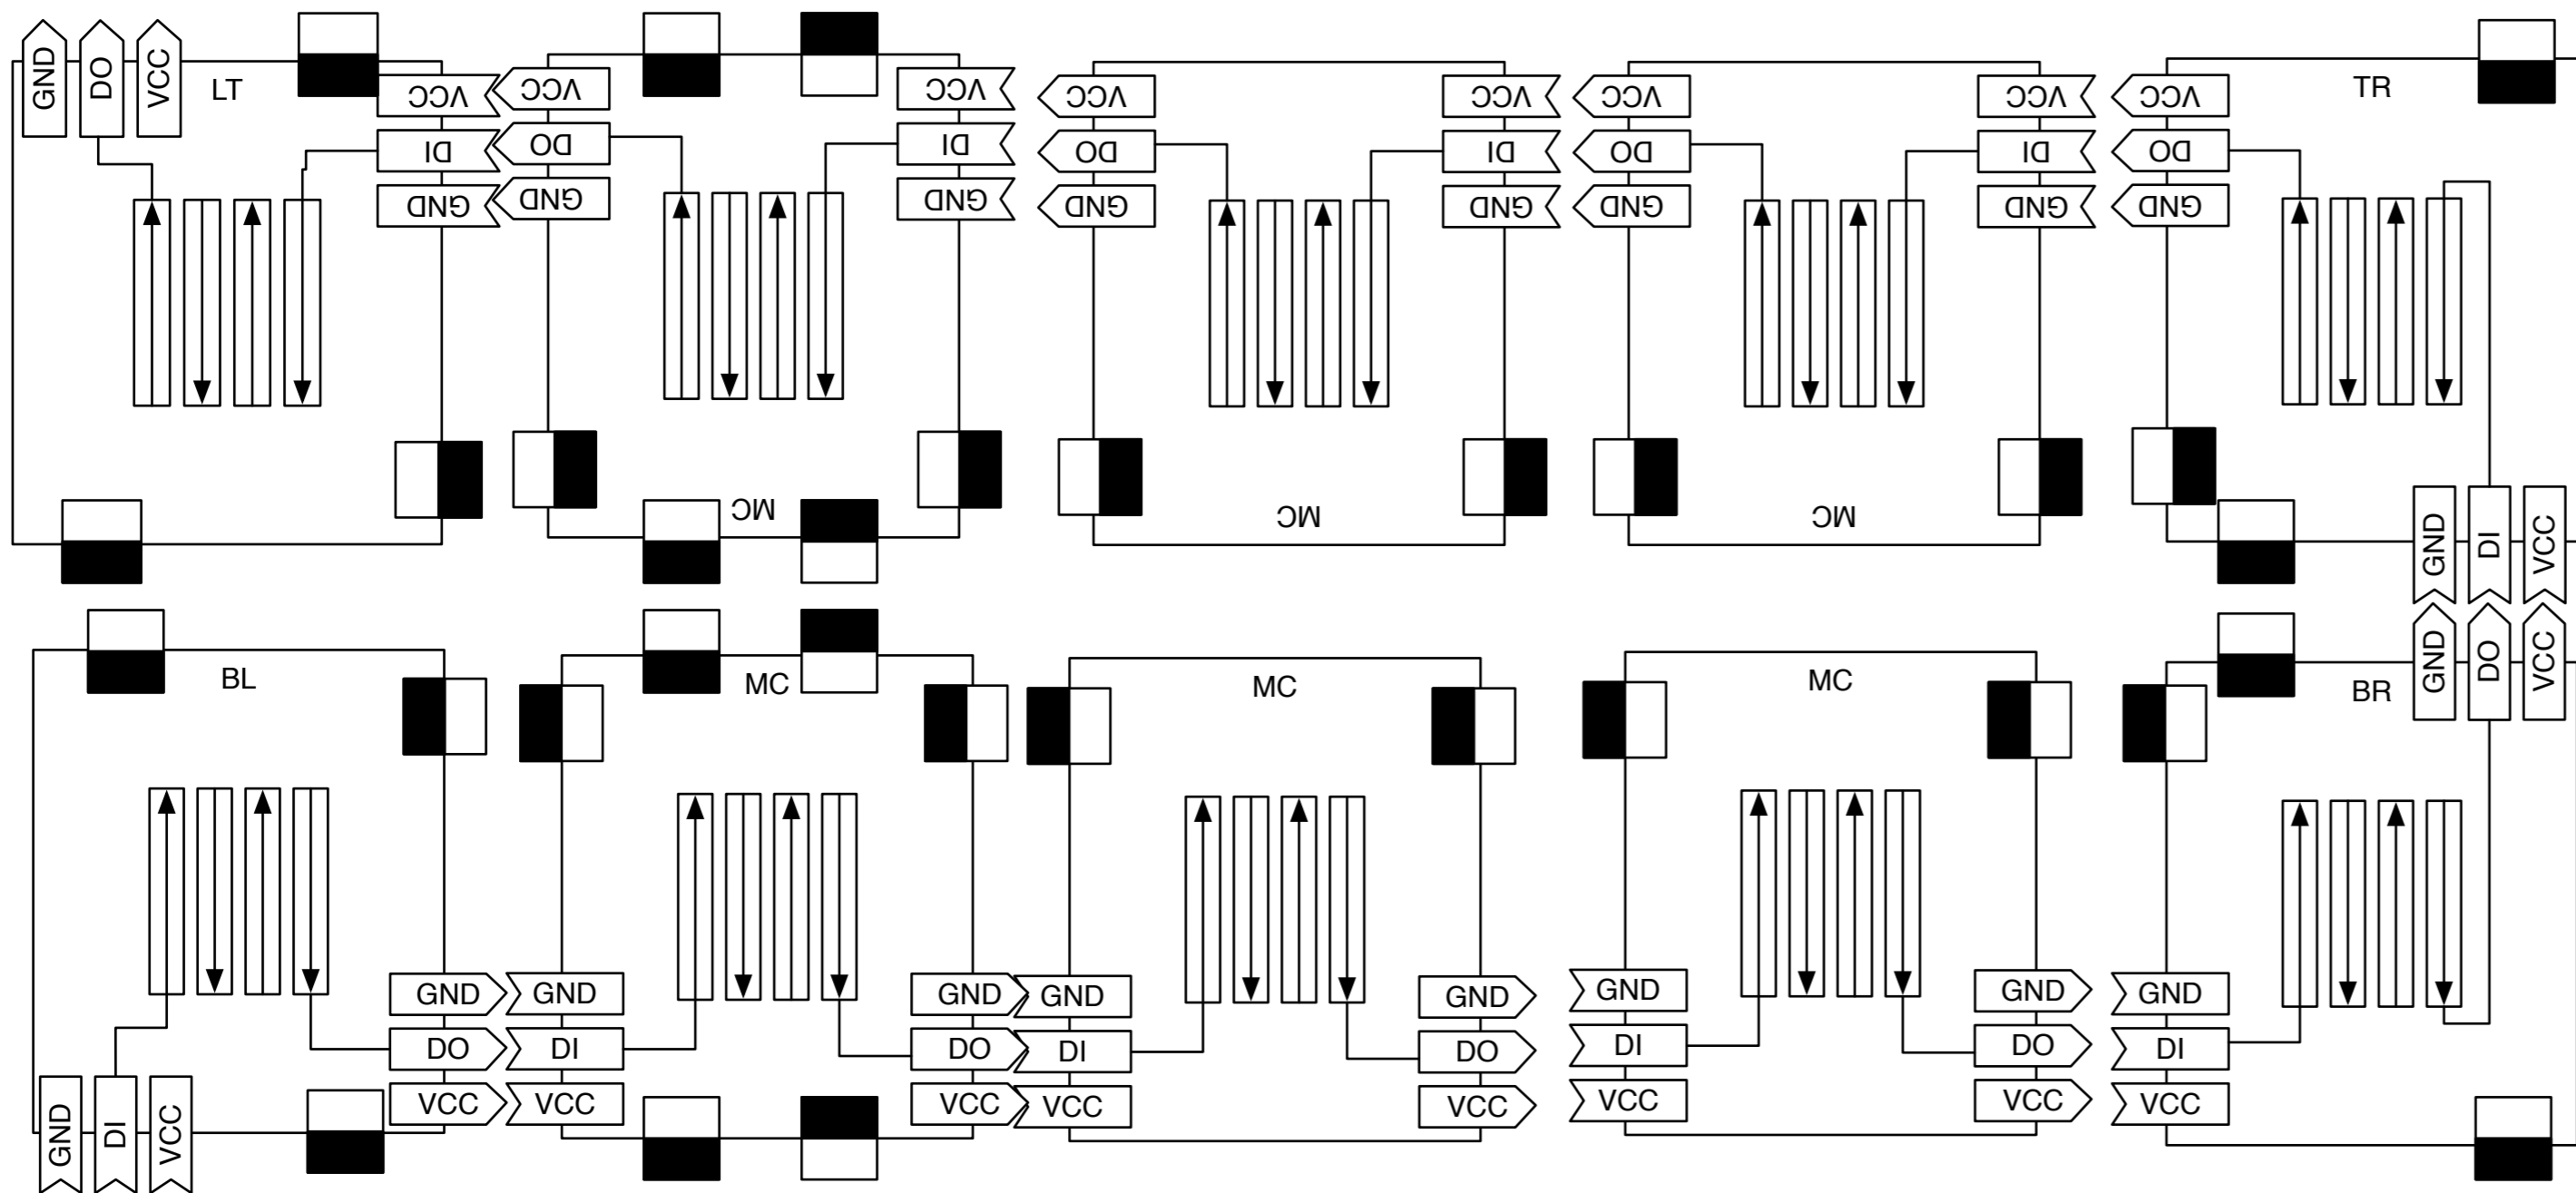 GND DO VCC
LT
VCC
DI
GND
VCC
DO
GND
VCC
DI
GND
MC
VCC
DO
GND
VCC
DI
GND
MC
VCC
DO
GND
VCC
DI
GND
MC
VCC
DO
GND
TR
GND DI VCC
BL
GND DI VCC
GND
DO
VCC
MC
GND
DI
VCC
GND
DO
VCC
MC
GND
DI
VCC
GND
DO
VCC
MC
GND
DI
VCC
GND
DO
VCC
BR
GND DO VCC
GND
DI
VCC